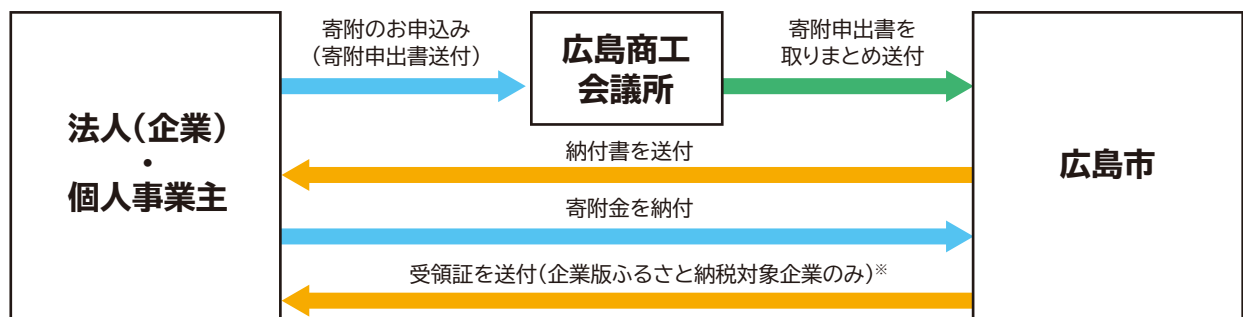 寄附のお申込み
(寄附申出書送付)
広島商工
会議所
寄附申出書を
取りまとめ送付
法人(企業)
・
個人事業主
納付書を送付
広島市
寄附金を納付
受領証を送付(企業版ふるさと納税対象企業のみ)※